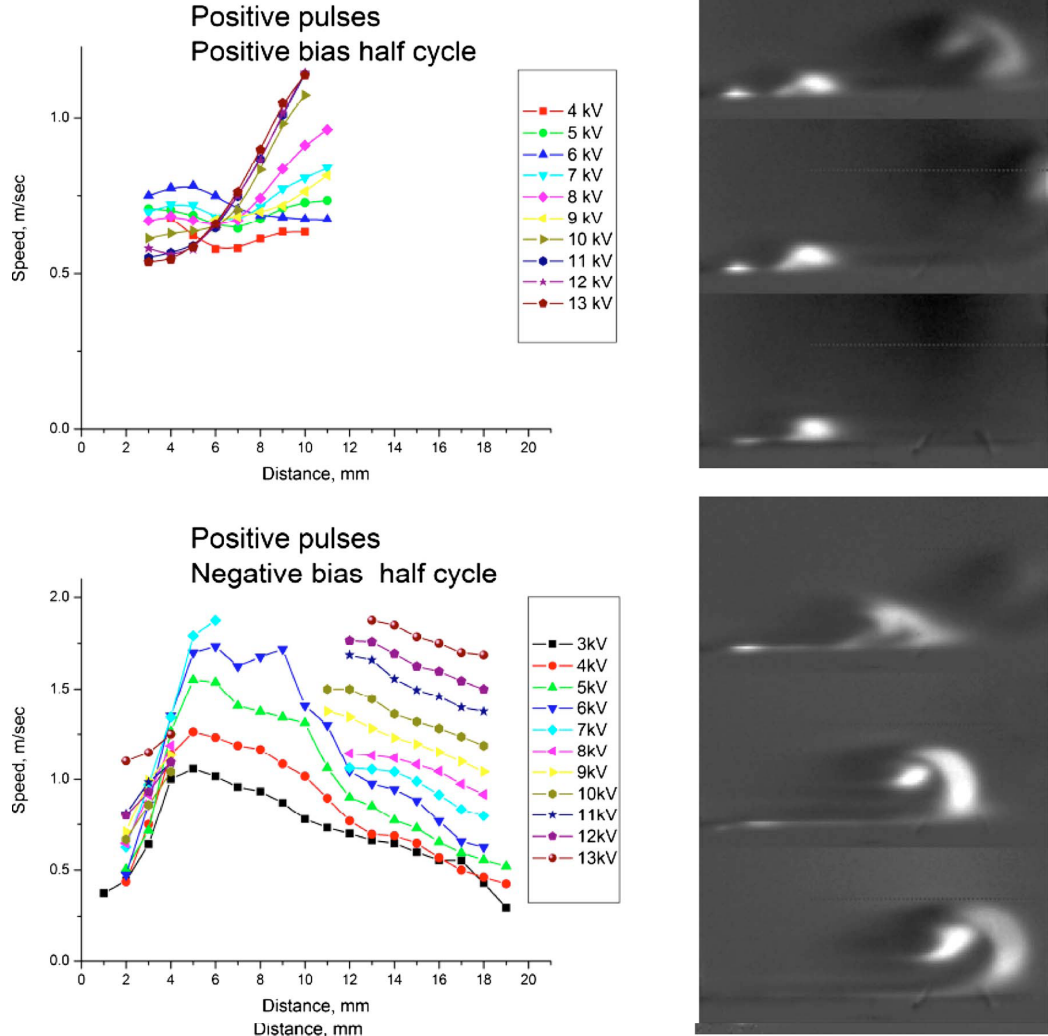 Positive pulses
Positive bias half cycle
Speed, m/sec
1.0
0.5
0.0
0 2 4 6 8 10 12 14 16 18 20
Distance, mm
4 kV
5 kV
6 kV
7 kV
8 kV
9 kV
10 kV
11 kV
12 kV
13 kV
Positive pulses
Negative bias half cycle
Speed, m/sec
2.0
1.5
1.0
0.5
0.0
0 2 4 6 8 10 12 14 16 18 20
Distance, mm
Distance, mm
3kV
4kV
5kV
6kV
7kV
8kV
9kV
10kV
11kV
12kV
13kV